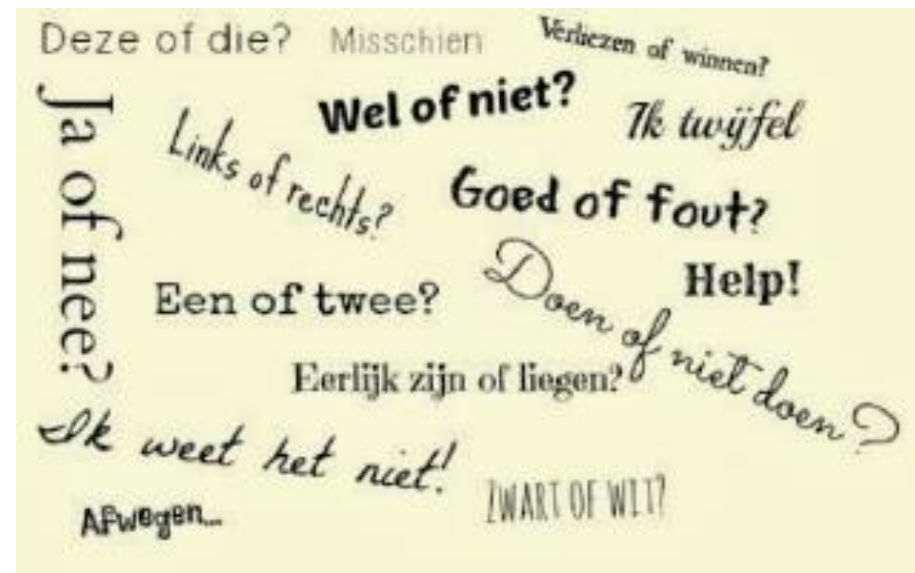 Deze of die?
Misschien
Verliezen of winnen?
Wel of niet?
Ik twijfel
Ja of nee?
Links of rechts?
Goed of fout?
Help!
Een of twee?
Doen of niet doen?
Eerlijk zijn of liegen?
Ik weet het niet!
Zwart of wit?
Afwegen...